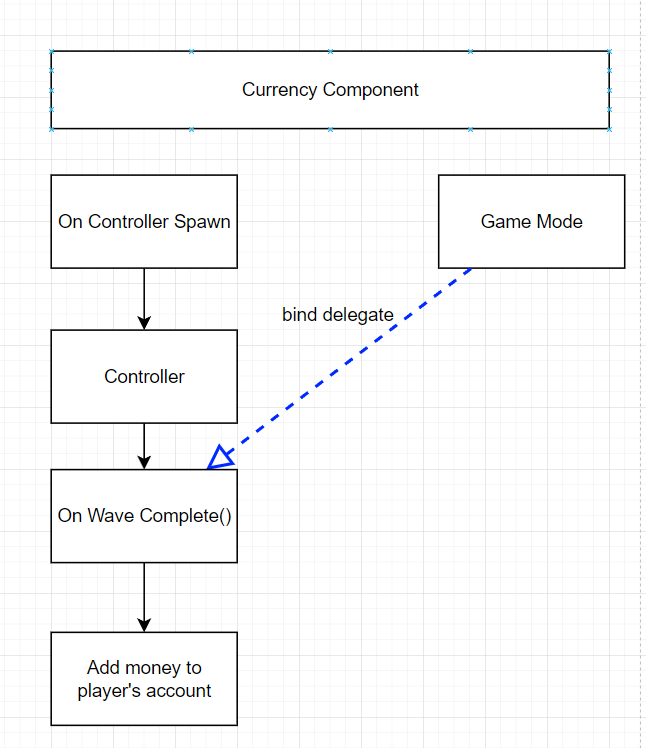 Currency Component
On Controller Spawn
Game Mode
bind delegate
Controller
On Wave Complete()
Add money to
player's account